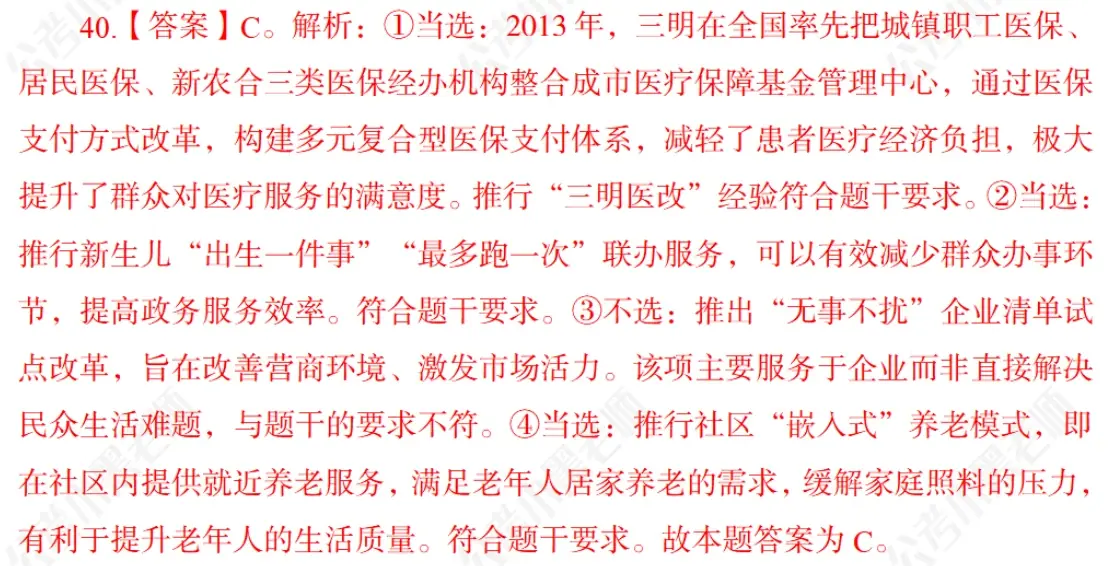 40.【答案】C。解析：①当选：2013年，三明在全国率先把城镇职工医保、
居民医保、新农合三类医保经办机构整合成市医疗保障基金管理中心，通过医保
支付方式改革，构建多元复合型医保支付体系，减轻了患者医疗经济负担，极大
提升了群众对医疗服务的满意度。推行“三明医改”经验符合题干要求。②当选：
推行新生儿“出生一件事”“最多跑一次”联办服务，可以有效减少群众办事环
节，提高政务服务效率。符合题干要求。③不选：推出“无事不扰”企业清单试
点改革，旨在改善营商环境、激发市场活力。该项主要服务于企业而非直接解决
民众生活难题，与题干的要求不符。④当选：推行社区“嵌入式”养老模式，即
在社区内提供就近养老服务，满足老年人居家养老的需求，缓解家庭照料的压力，
有利于提升老年人的生活质量。符合题干要求。故本题答案为C。